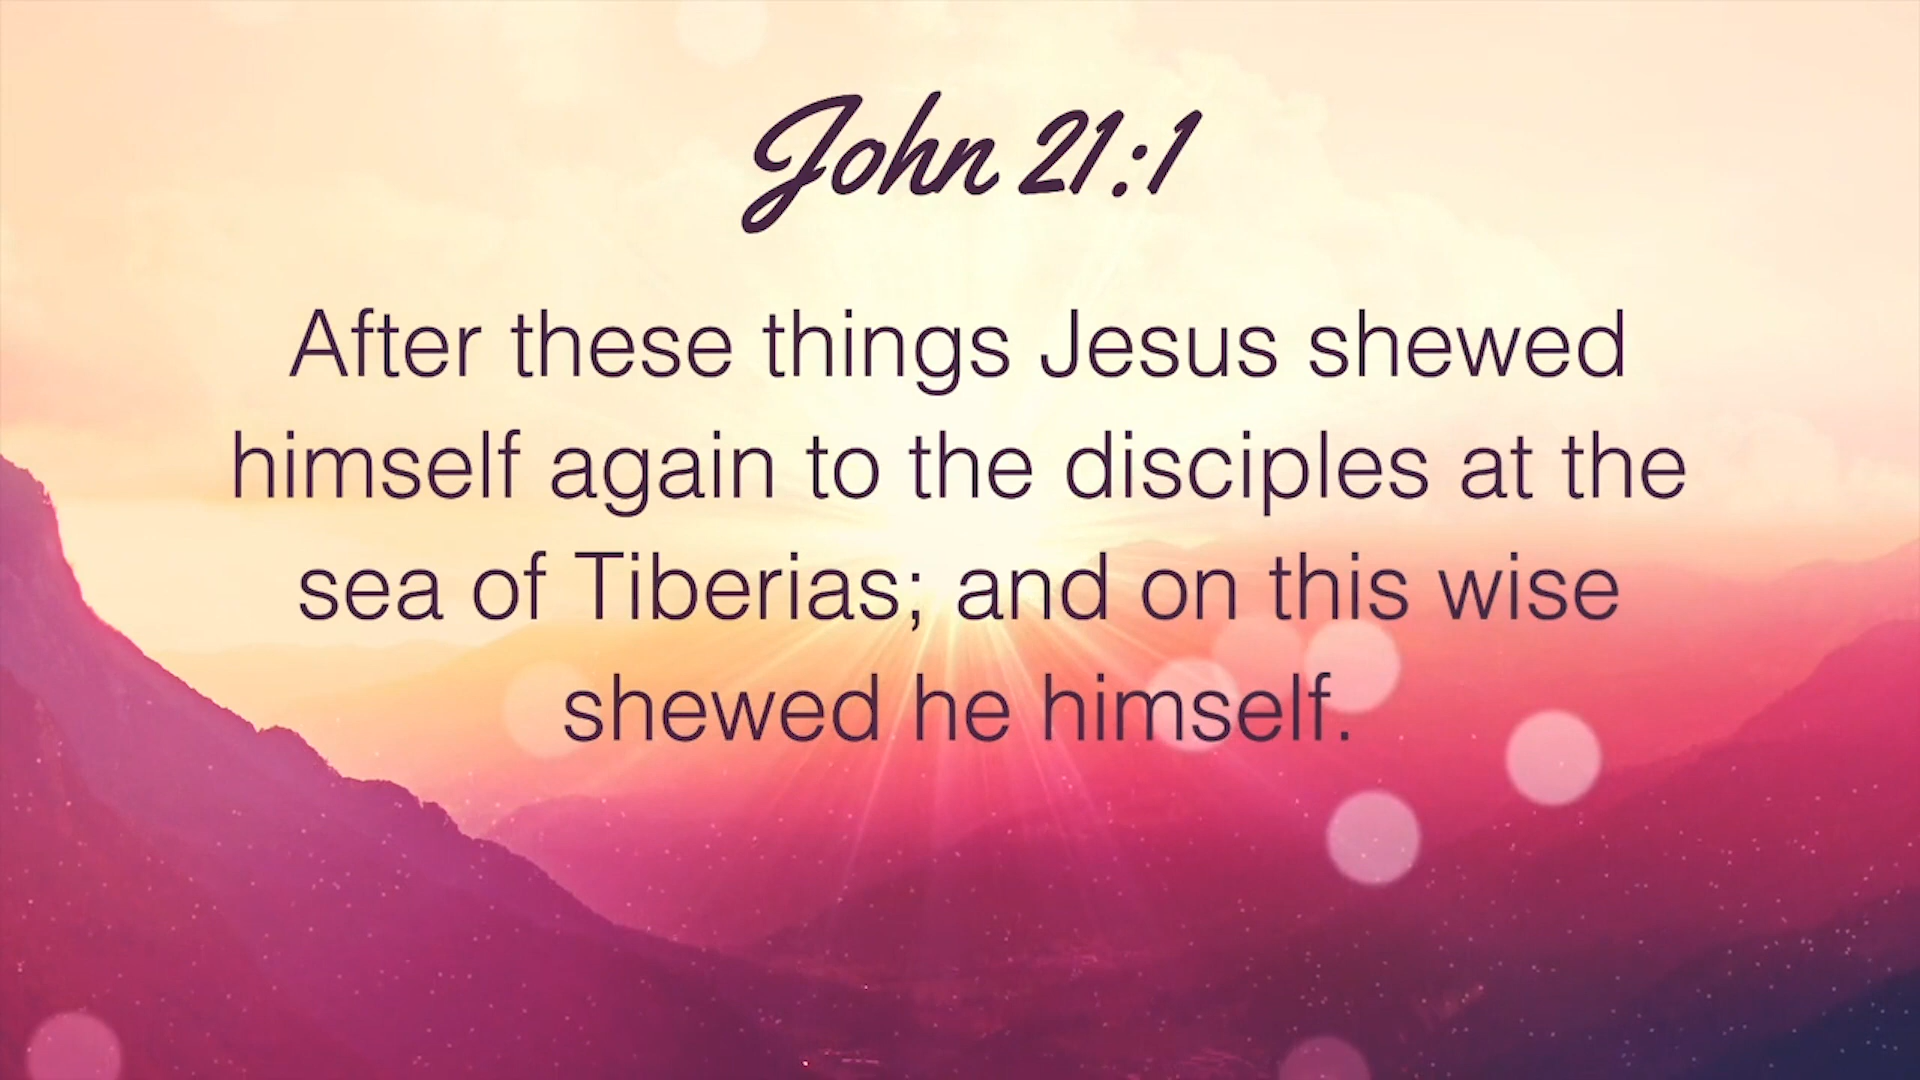 John 21:1
After these things Jesus shewed
himself again to the disciples at the
sea of Tiberias; and on this wise
shewed he himself.